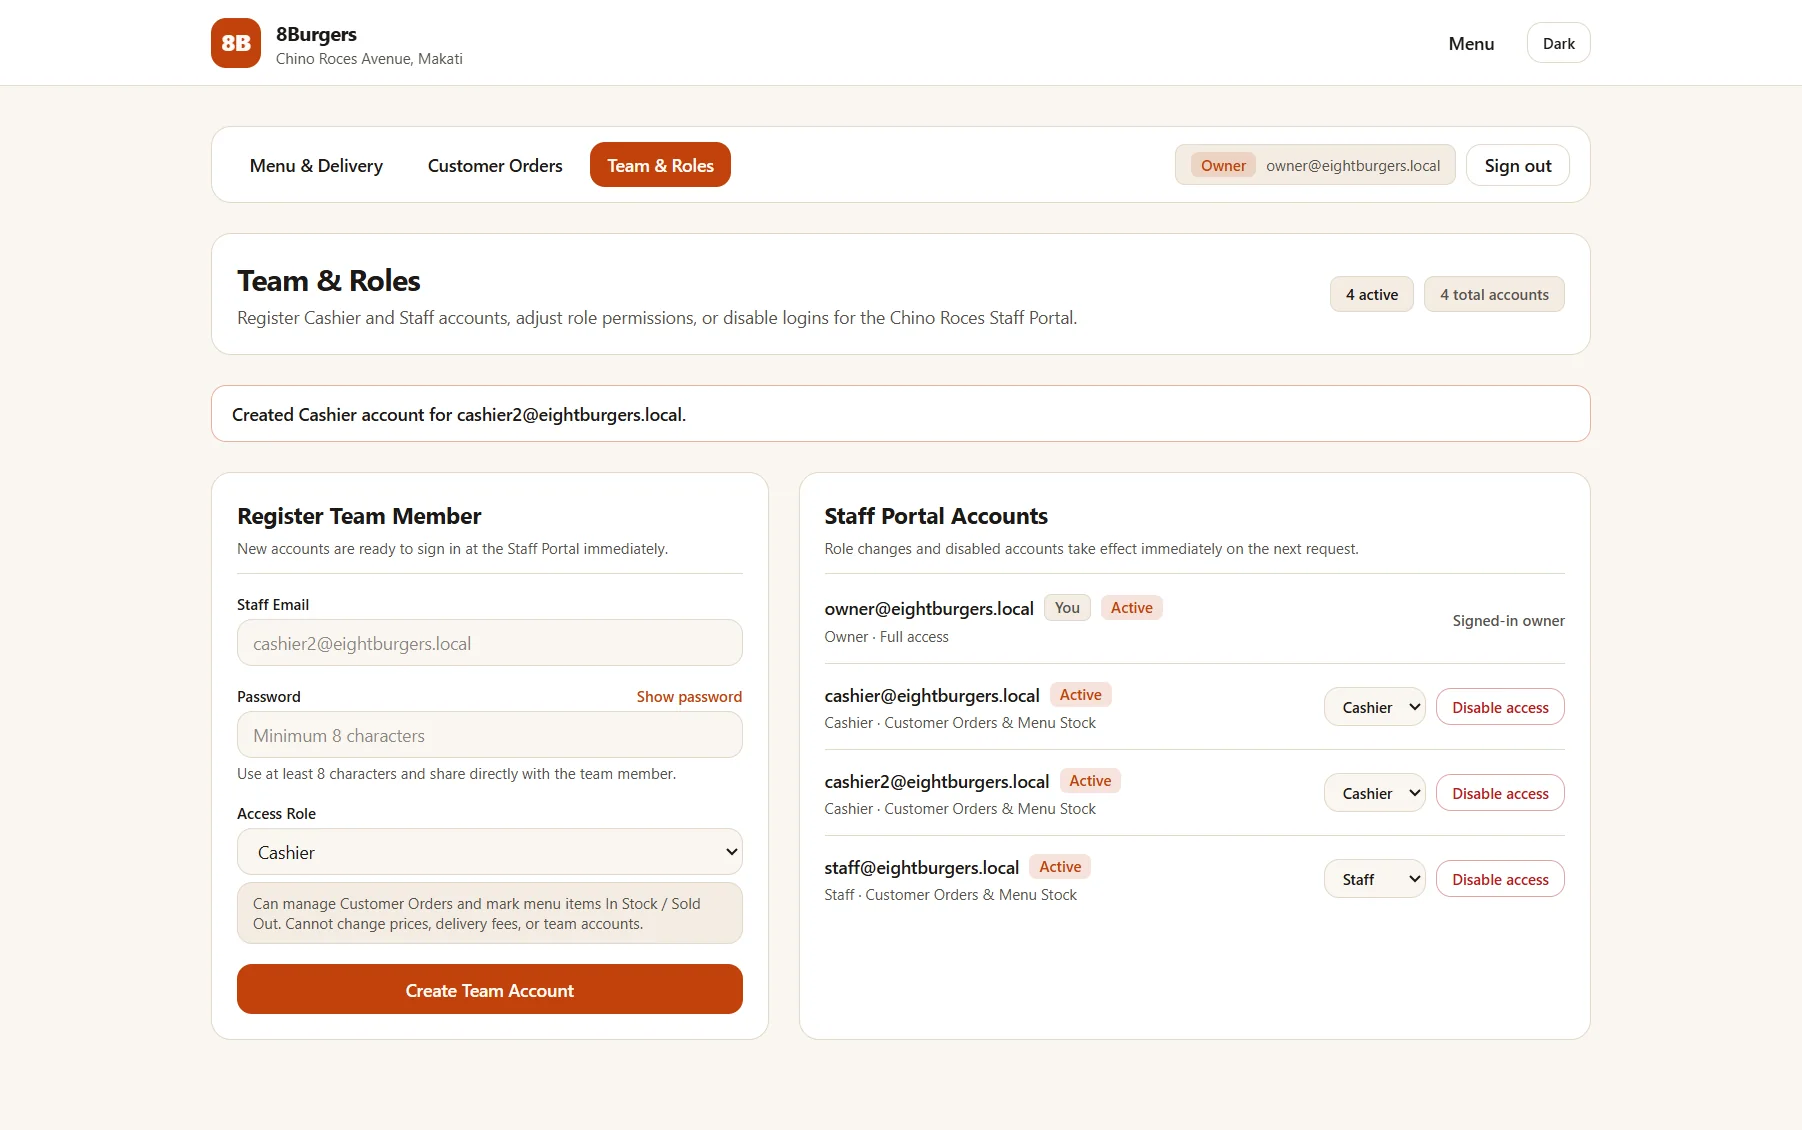 8B
8Burgers
Chino Roces Avenue, Makati
Menu
Dark
Menu & Delivery
Customer Orders
Team & Roles
Owner
owner@eightburgers.local
Sign out
Team & Roles
Register Cashier and Staff accounts, adjust role permissions, or disable logins for the Chino Roces Staff Portal.
4 active
4 total accounts
Created Cashier account for cashier2@eightburgers.local.
Register Team Member
New accounts are ready to sign in at the Staff Portal immediately.
Staff Email
cashier2@eightburgers.local
Password
Show password
Minimum 8 characters
Use at least 8 characters and share directly with the team member.
Access Role
Cashier
Can manage Customer Orders and mark menu items In Stock / Sold
Out. Cannot change prices, delivery fees, or team accounts.
Create Team Account
Staff Portal Accounts
Role changes and disabled accounts take effect immediately on the next request.
owner@eightburgers.local
You
Active
Owner · Full access
Signed-in owner
cashier@eightburgers.local
Active
Cashier · Customer Orders & Menu Stock
Cashier
Disable access
cashier2@eightburgers.local
Active
Cashier · Customer Orders & Menu Stock
Cashier
Disable access
staff@eightburgers.local
Active
Staff · Customer Orders & Menu Stock
Staff
Disable access